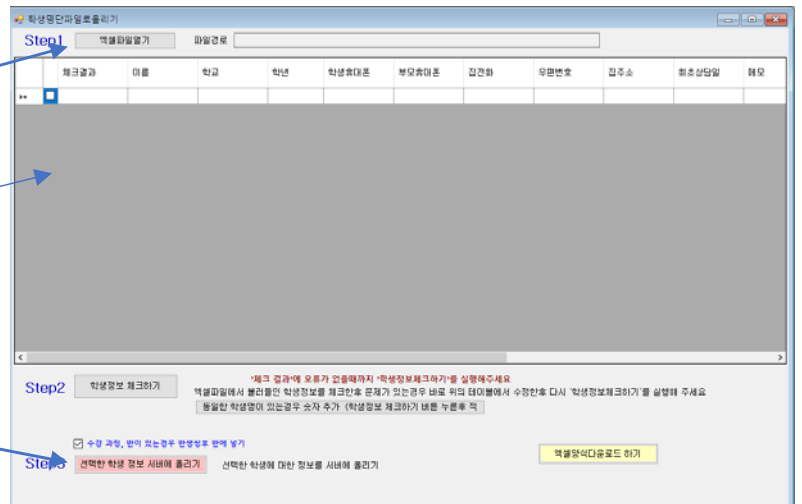 학생명단파일로올리기
Step1 엑셀파일열기 파일경로
체크결과 이름 학교 학년 학생휴대폰 부모휴대폰 집전화 우편번호 집주소 최초상담일 메모
Step2 학생정보 체크하기
'체크 결과'에 오류가 없을때까지 '학생정보체크하기'를 실행해주세요
엑셀파일에서 불러들인 학생정보를 체크한후 문제가 있는경우 바로 위의 테이블에서 수정한후 다시 '학생정보체크하기'를 실행해 주세요
동일한 학생명이 있는경우 숫자 추가 (학생정보 체크하기 버튼 누른후 적
수강 과정, 반이 있는경우 반생성후 반에 넣기
엑셀양식다운로드 하기
Step3 선택한 학생 정보 서버에 올리기 선택한 학생에 대한 정보를 서버에 올리기